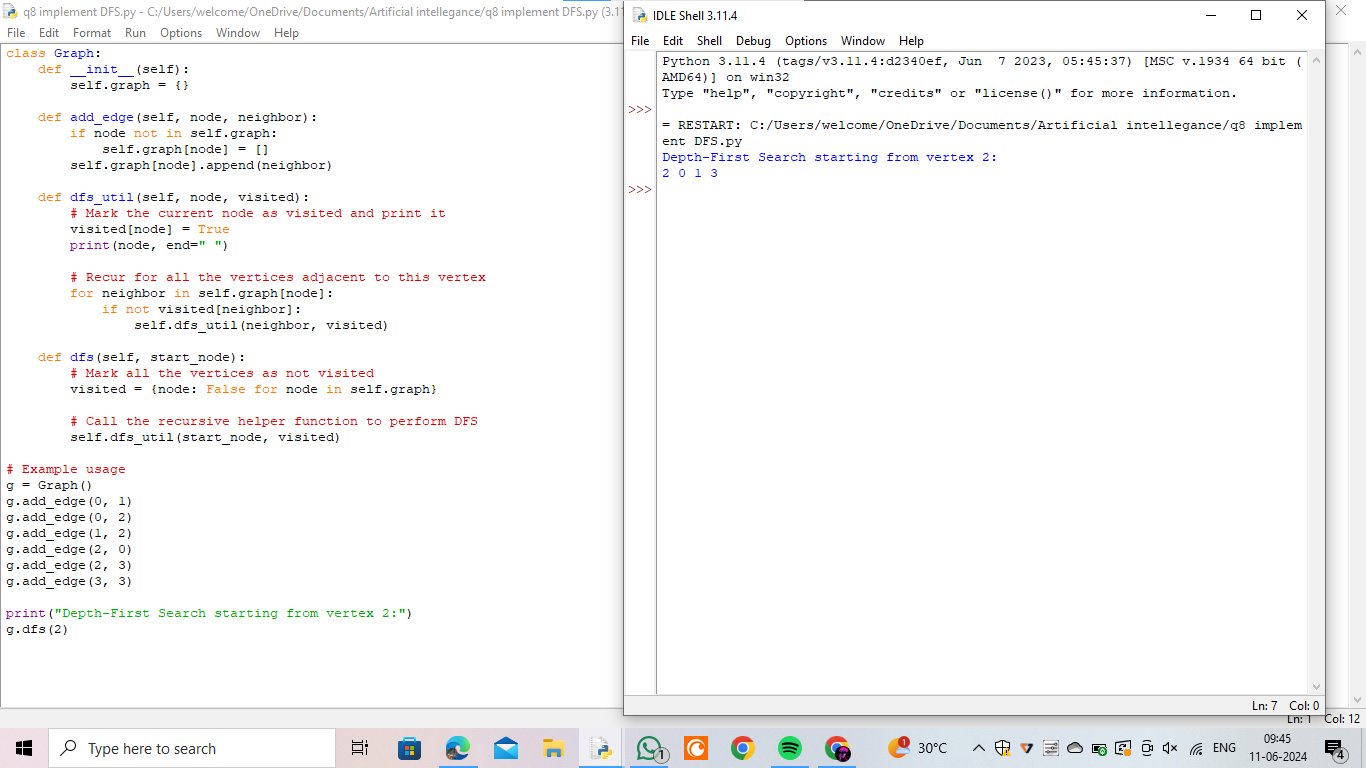 q8 implement DFS.py - C:/Users/welcome/OneDrive/Documents/Artificial intellegance/q8 implement DFS.py (3.11
File Edit Format Run Options Window Help
class Graph:
    def __init__(self):
        self.graph = {}

    def add_edge(self, node, neighbor):
        if node not in self.graph:
            self.graph[node] = []
        self.graph[node].append(neighbor)

    def dfs_util(self, node, visited):
        # Mark the current node as visited and print it
        visited[node] = True
        print(node, end=" ")

        # Recur for all the vertices adjacent to this vertex
        for neighbor in self.graph[node]:
            if not visited[neighbor]:
                self.dfs_util(neighbor, visited)

    def dfs(self, start_node):
        # Mark all the vertices as not visited
        visited = {node: False for node in self.graph}

        # Call the recursive helper function to perform DFS
        self.dfs_util(start_node, visited)

# Example usage
g = Graph()
g.add_edge(0, 1)
g.add_edge(0, 2)
g.add_edge(1, 2)
g.add_edge(2, 0)
g.add_edge(2, 3)
g.add_edge(3, 3)

print("Depth-First Search starting from vertex 2:")
g.dfs(2)
IDLE Shell 3.11.4
File Edit Shell Debug Options Window Help
Python 3.11.4 (tags/v3.11.4:d2340ef, Jun  7 2023, 05:45:37) [MSC v.1934 64 bit (
AMD64)] on win32
Type "help", "copyright", "credits" or "license()" for more information.
>>>
= RESTART: C:/Users/welcome/OneDrive/Documents/Artificial intellegance/q8 implem
ent DFS.py
Depth-First Search starting from vertex 2:
2 0 1 3
>>>
Ln: 7 Col: 0
Ln: 1 Col: 12
Type here to search
1
1
30°C
ENG
09:45
11-06-2024
4